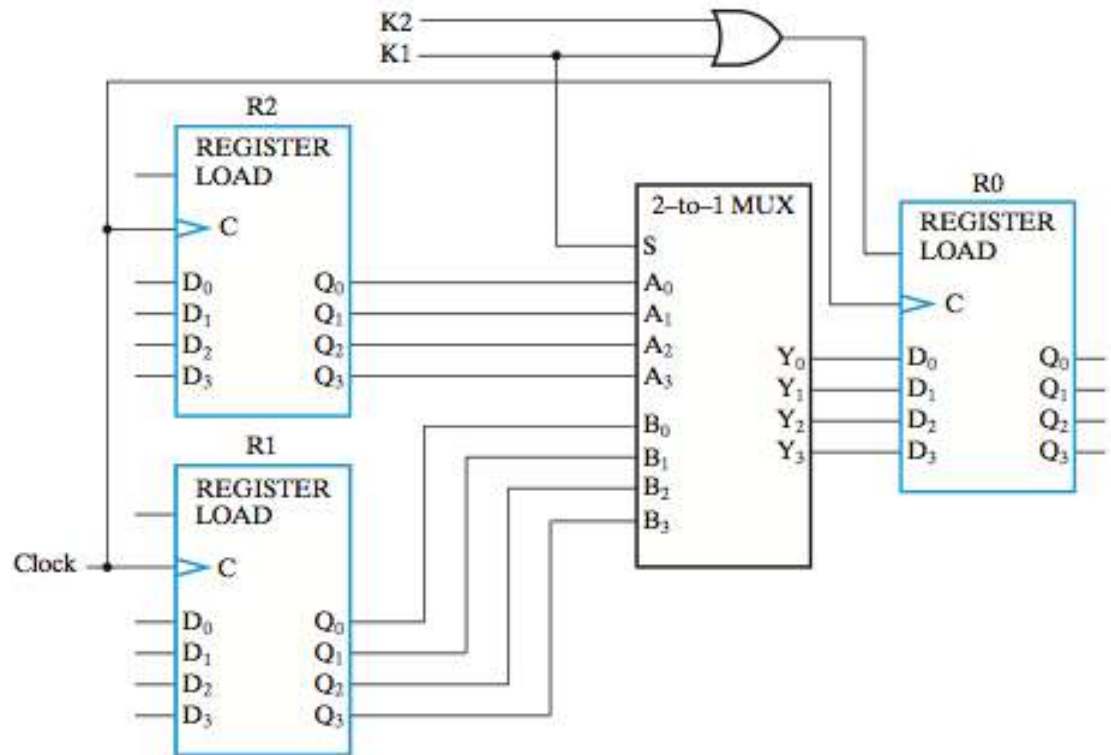 K2
K1
R2
REGISTER
LOAD
C
D₀ Q₀
D₁ Q₁
D₂ Q₂
D₃ Q₃
R1
REGISTER
LOAD
Clock
C
D₀ Q₀
D₁ Q₁
D₂ Q₂
D₃ Q₃
2–to–1 MUX
S
A₀
A₁
A₂
A₃
B₀
B₁
B₂
B₃
Y₀
Y₁
Y₂
Y₃
R0
REGISTER
LOAD
C
D₀ Q₀
D₁ Q₁
D₂ Q₂
D₃ Q₃